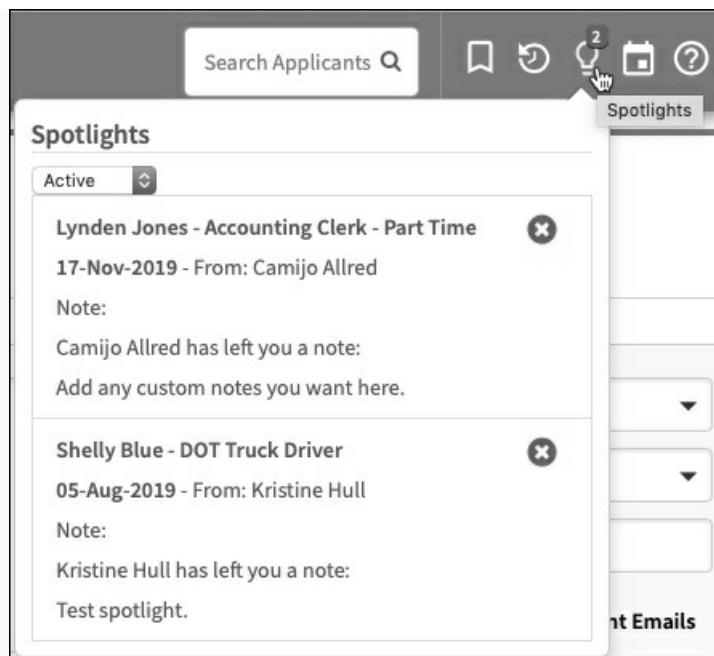 Search Applicants
2
Spotlights
Spotlights
Active
Lynden Jones - Accounting Clerk - Part Time
17-Nov-2019 - From: Camijo Allred
Note:
Camijo Allred has left you a note:
Add any custom notes you want here.
Shelly Blue - DOT Truck Driver
05-Aug-2019 - From: Kristine Hull
Note:
Kristine Hull has left you a note:
Test spotlight.
Emails